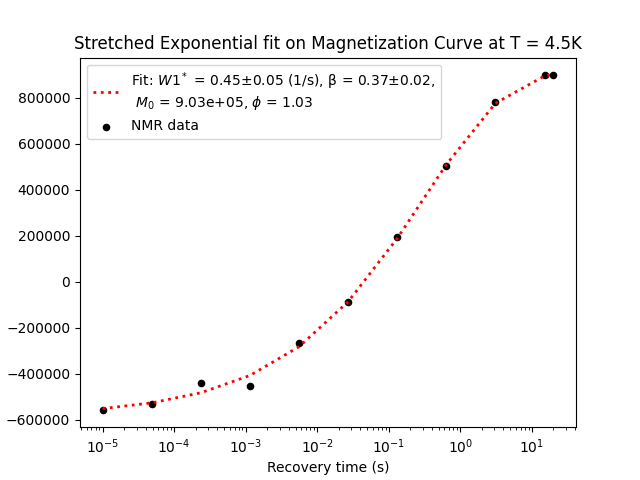 Stretched Exponential fit on Magnetization Curve at T = 4.5K
Fit: W1* = 0.45±0.05 (1/s), β = 0.37±0.02,
M₀ = 9.03e+05, ϕ = 1.03
NMR data
800000
600000
400000
200000
0
−200000
−400000
−600000
10⁻⁵ 10⁻⁴ 10⁻³ 10⁻² 10⁻¹ 10⁰ 10¹
Recovery time (s)